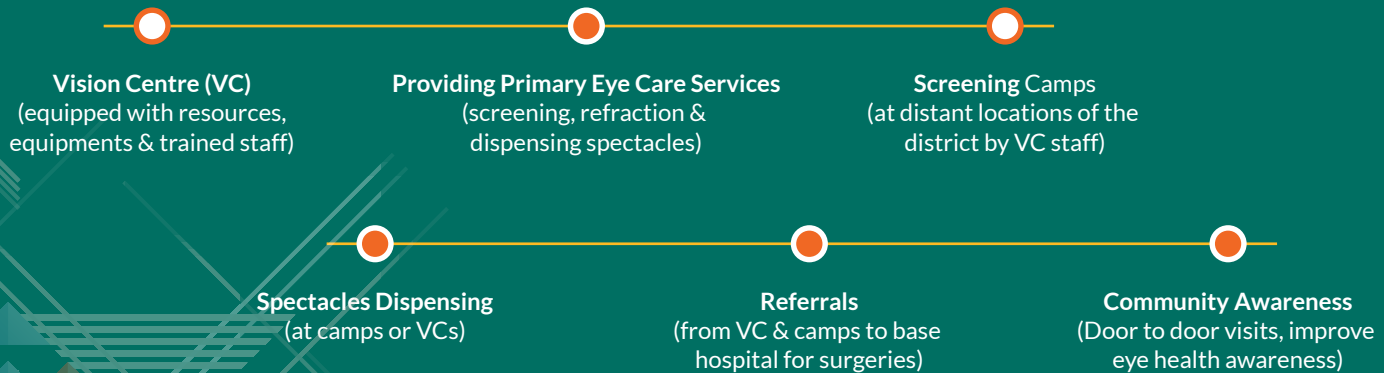 Vision Centre (VC)
(equipped with resources,
equipments & trained staff)
Providing Primary Eye Care Services
(screening, refraction &
dispensing spectacles)
Screening Camps
(at distant locations of the
district by VC staff)
Spectacles Dispensing
(at camps or VCs)
Referrals
(from VC & camps to base
hospital for surgeries)
Community Awareness
(Door to door visits, improve
eye health awareness)